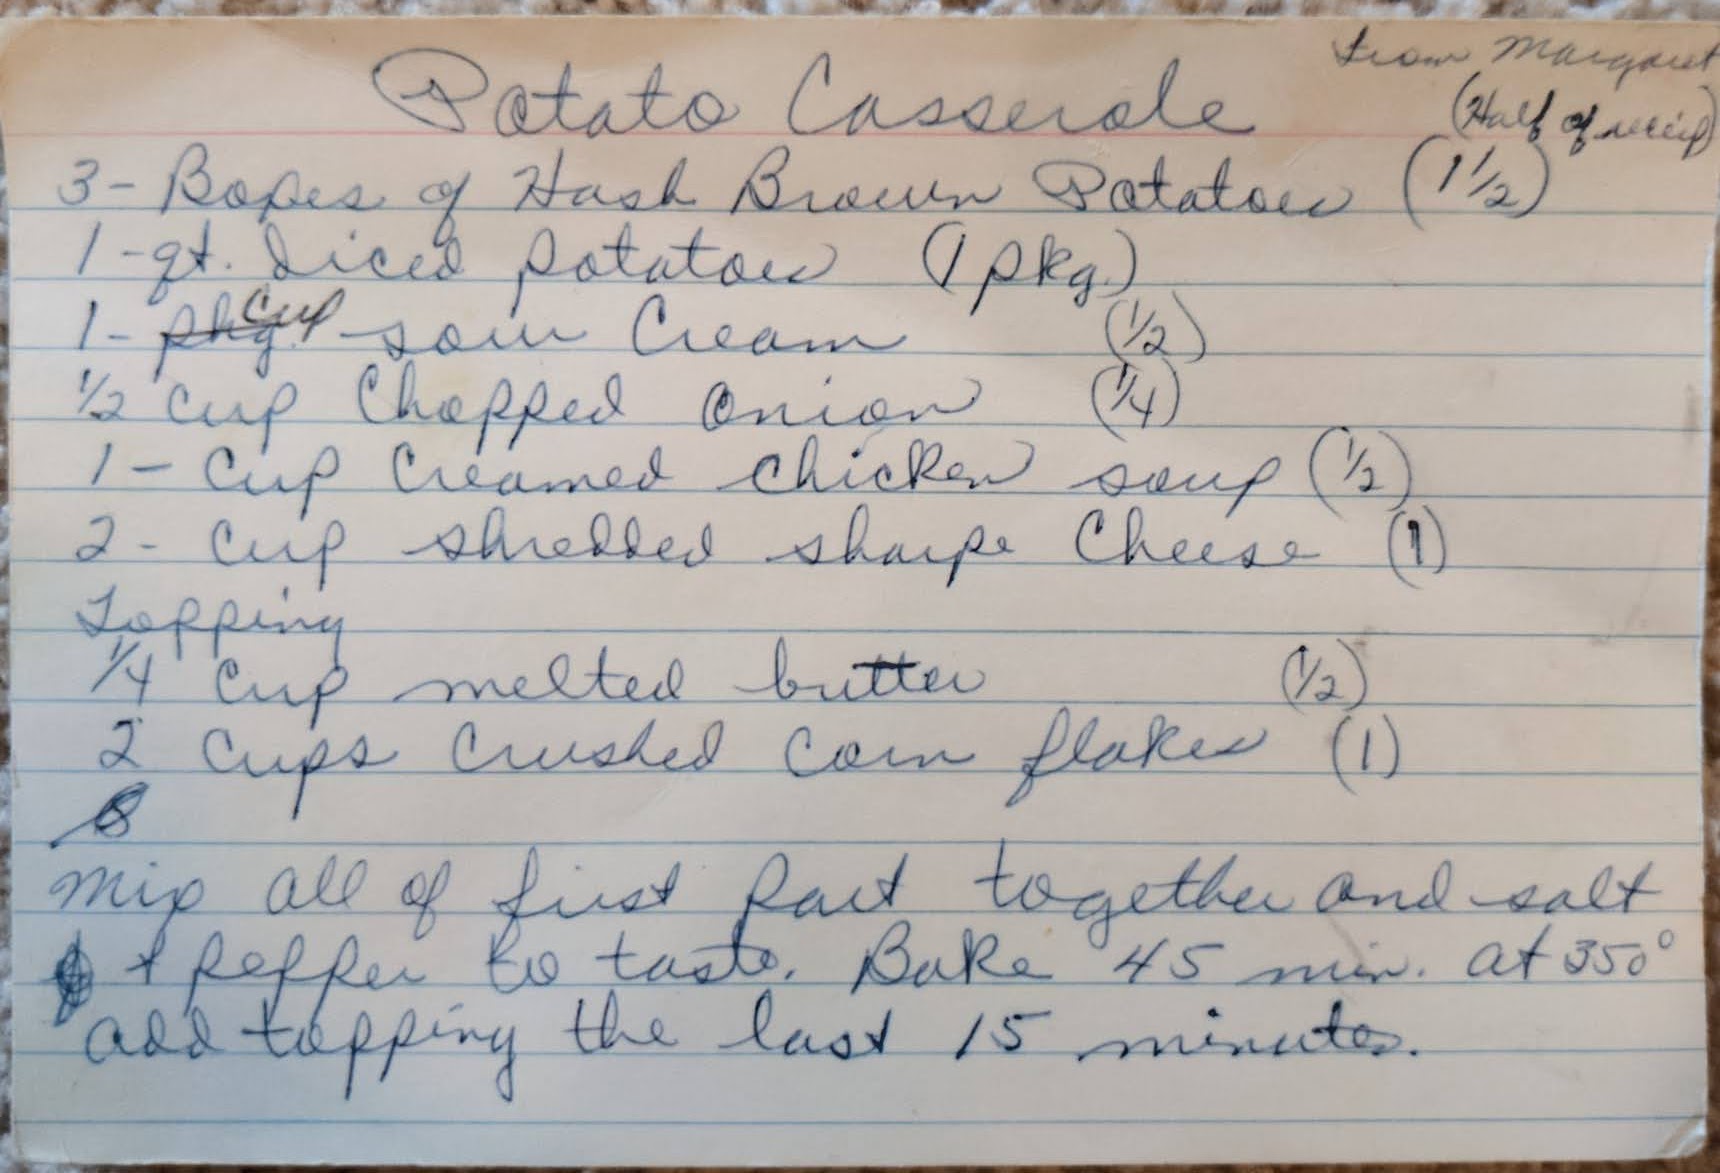 From Margaret
Potato Casserole
(Half of receip)
3 - Boxes of Hash Brown Potatoes (1 1/2)
1 - qt. diced potatoes (1 pkg.)
1 - pkg. cup sour Cream (1/2)
1/2 cup Chopped onion (1/4)
1 - cup Creamed chicken soup (1/2)
2 - cup shredded sharpe Cheese (1)
Topping
1/4 cup melted butter (1/2)
2 cups crushed corn flakes (1)
Mix all of first part together and salt
+ pepper to taste. Bake 45 min. at 350°
add topping the last 15 minutes.